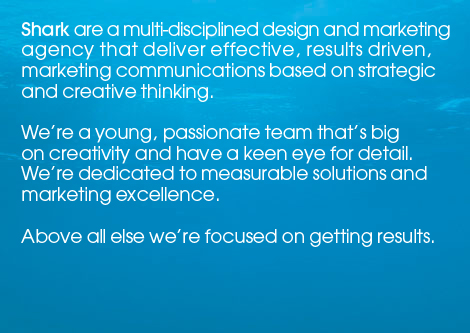 Shark are a multi-disciplined design and marketing
agency that deliver effective, results driven,
marketing communications based on strategic
and creative thinking.
We're a young, passionate team that's big
on creativity and have a keen eye for detail.
We're dedicated to measurable solutions and
marketing excellence.
Above all else we're focused on getting results.